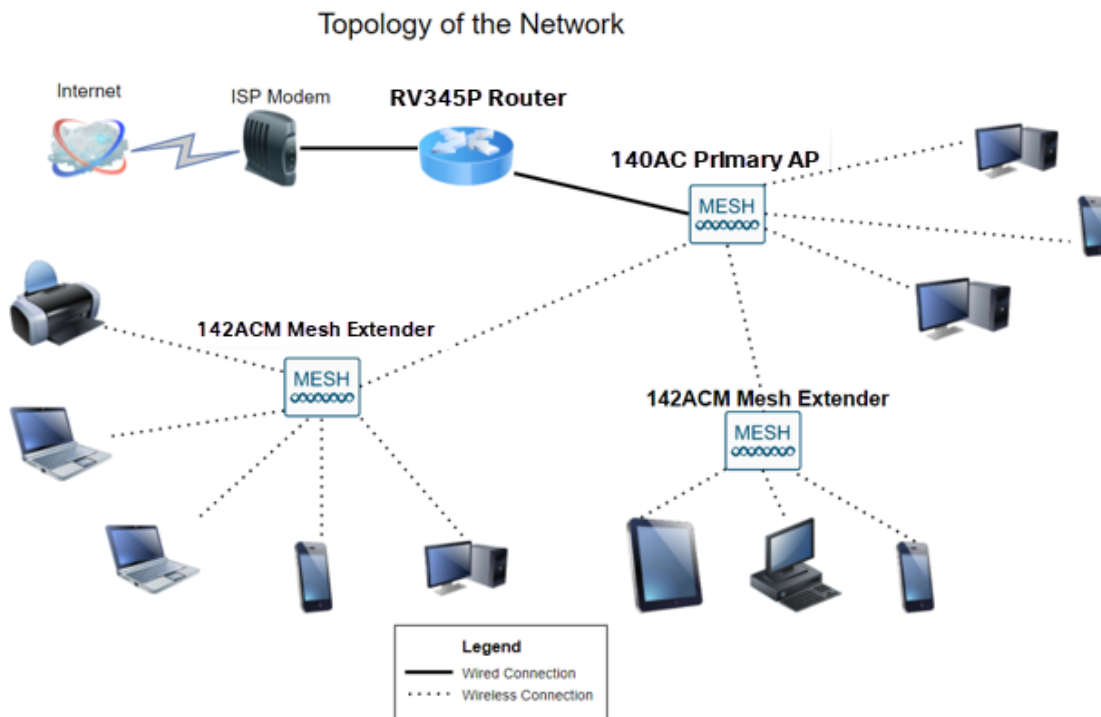 Topology of the Network
Internet
ISP Modem
RV345P Router
140AC Primary AP
MESH
142ACM Mesh Extender
MESH
142ACM Mesh Extender
MESH
Legend
Wired Connection
Wireless Connection